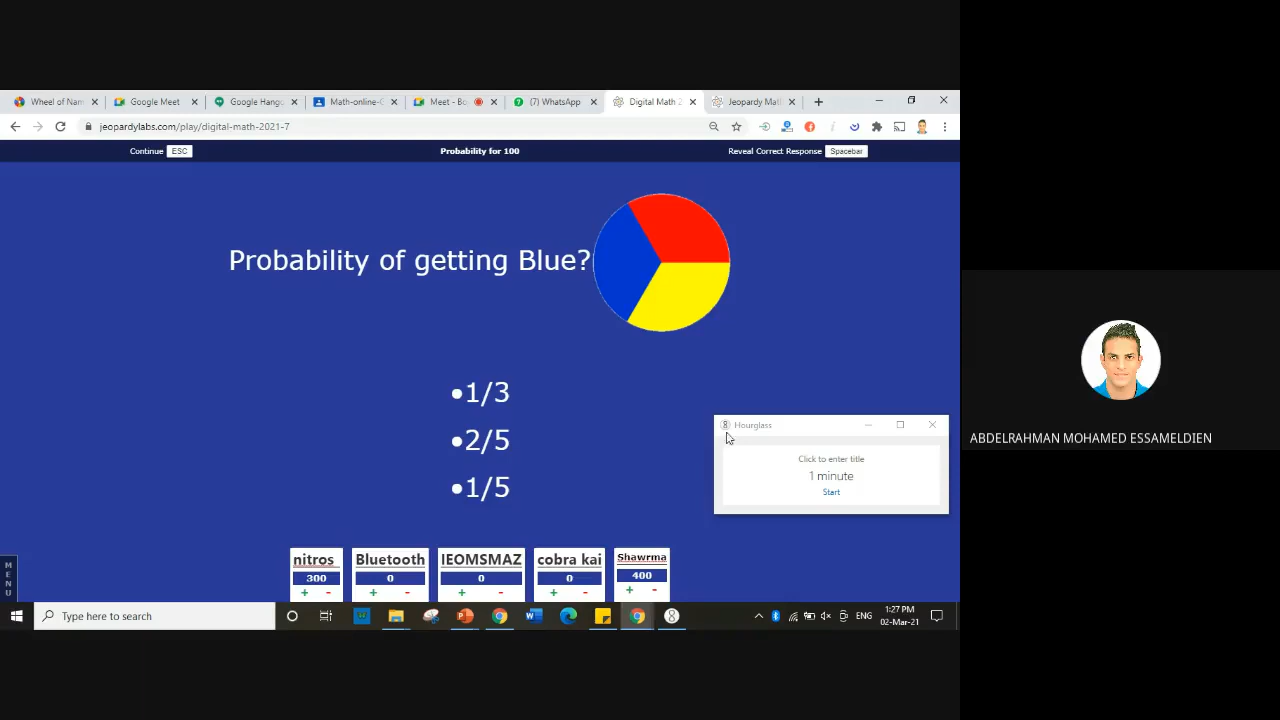 Wheel of Nam
Google Meet
Google Hang
Math-online-G
Meet - Bo
(7) WhatsApp
Digital Math 2
Jeopardy Mat
jeopardylabs.com/play/digital-math-2021-7
Continue ESC
Probability for 100
Reveal Correct Response Spacebar
Probability of getting Blue?
•1/3
•2/5
•1/5
Hourglass
Click to enter title
1 minute
Start
ABDELRAHMAN MOHAMED ESSAMELDIEN
MENU
nitros Bluetooth IEOMSMAZ cobra kai Shawrma
300 0 0 0 400
+ - + - + - + - + -
Type here to search
ENG
1:27 PM
02-Mar-21